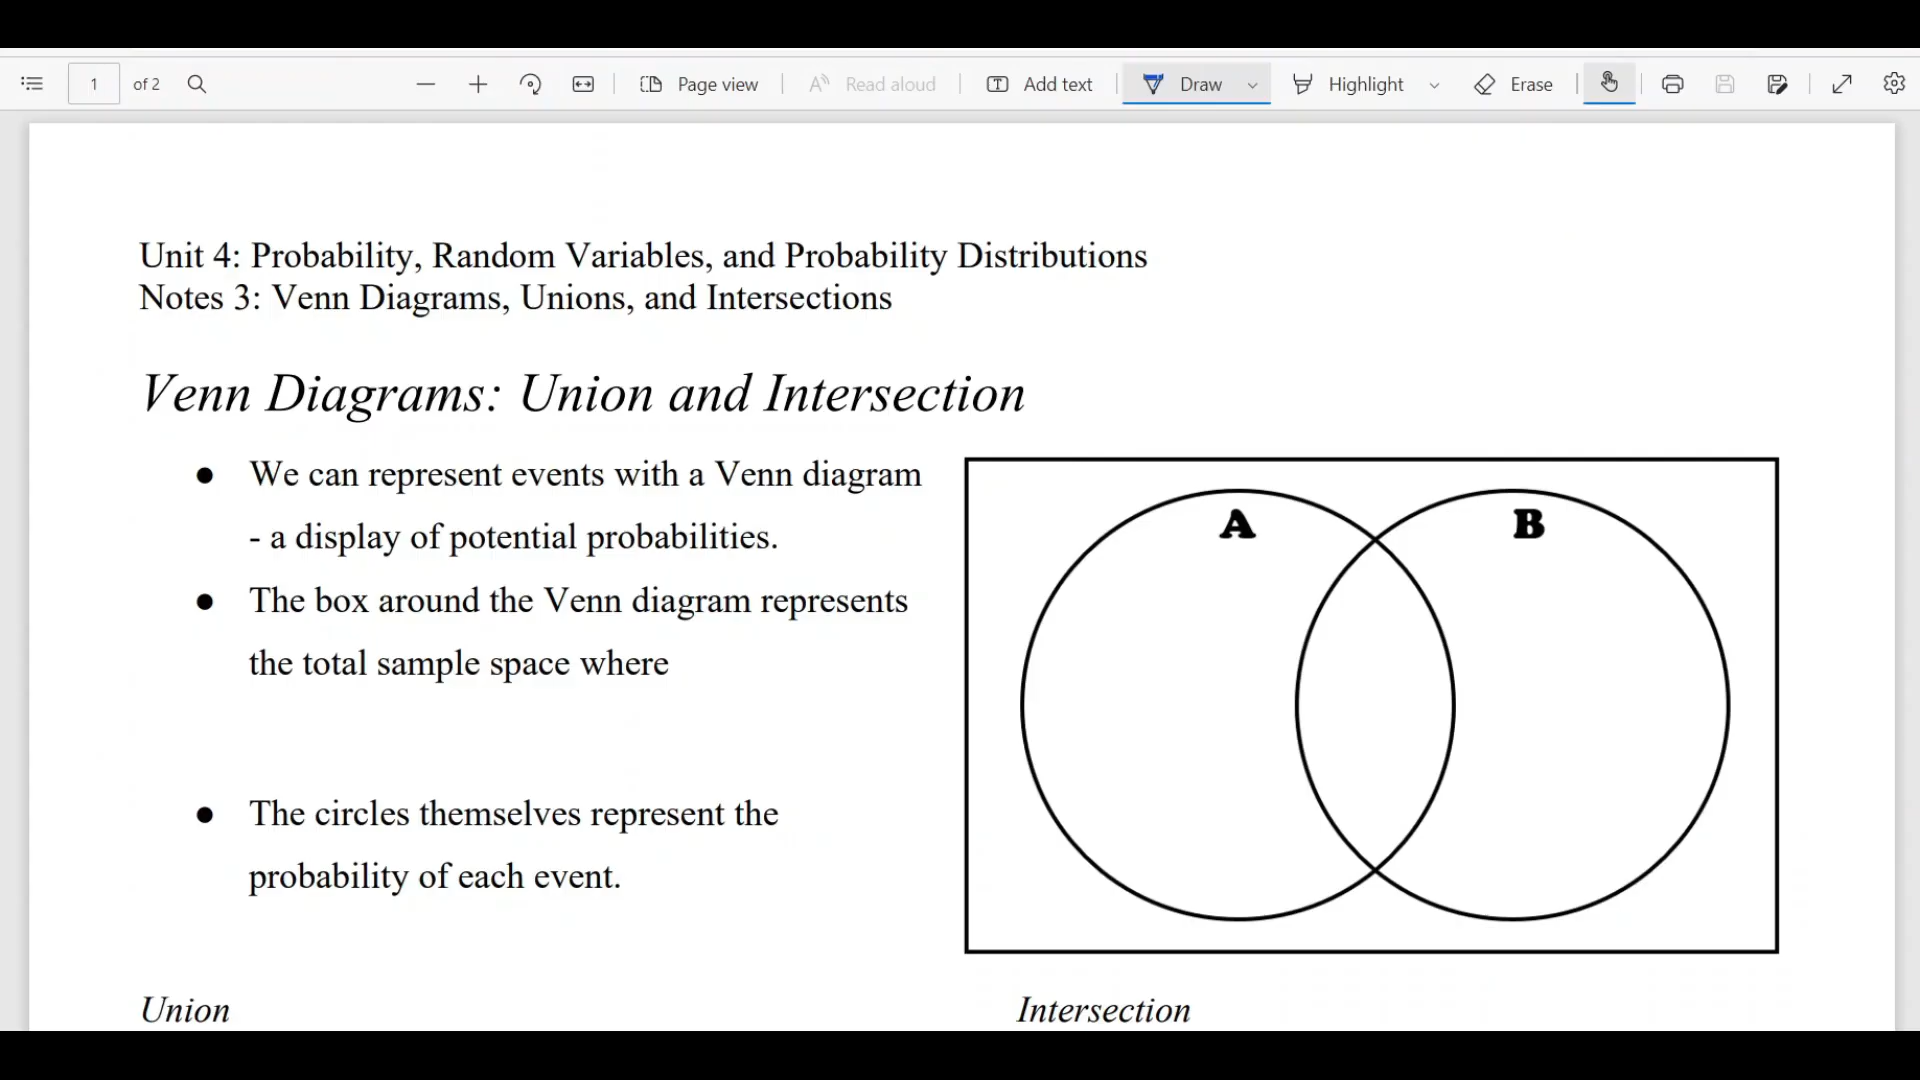 1 of 2 Page view Read aloud Add text Draw Highlight Erase
Unit 4: Probability, Random Variables, and Probability Distributions
Notes 3: Venn Diagrams, Unions, and Intersections
Venn Diagrams: Union and Intersection
● We can represent events with a Venn diagram
- a display of potential probabilities.
● The box around the Venn diagram represents
the total sample space where
● The circles themselves represent the
probability of each event.
A B
Union Intersection